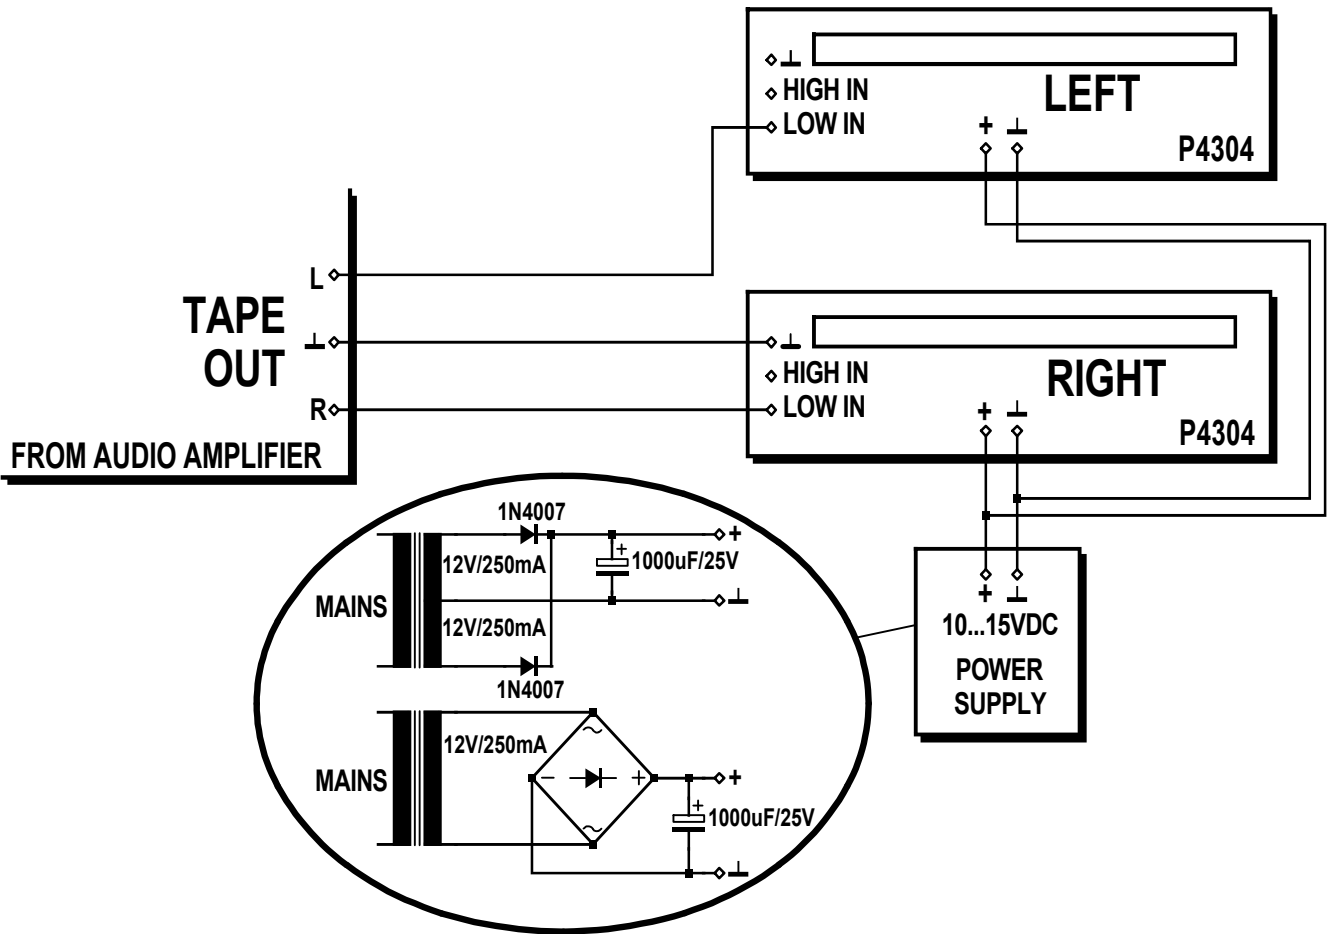 HIGH IN
LEFT
LOW IN
+
P4304
L
TAPE
OUT
R
FROM AUDIO AMPLIFIER
HIGH IN
RIGHT
LOW IN
+
P4304
1N4007
+
12V/250mA
+
1000uF/25V
MAINS
12V/250mA
1N4007
+
10...15VDC
POWER
SUPPLY
12V/250mA
~
MAINS
−
+
+
~
+
1000uF/25V